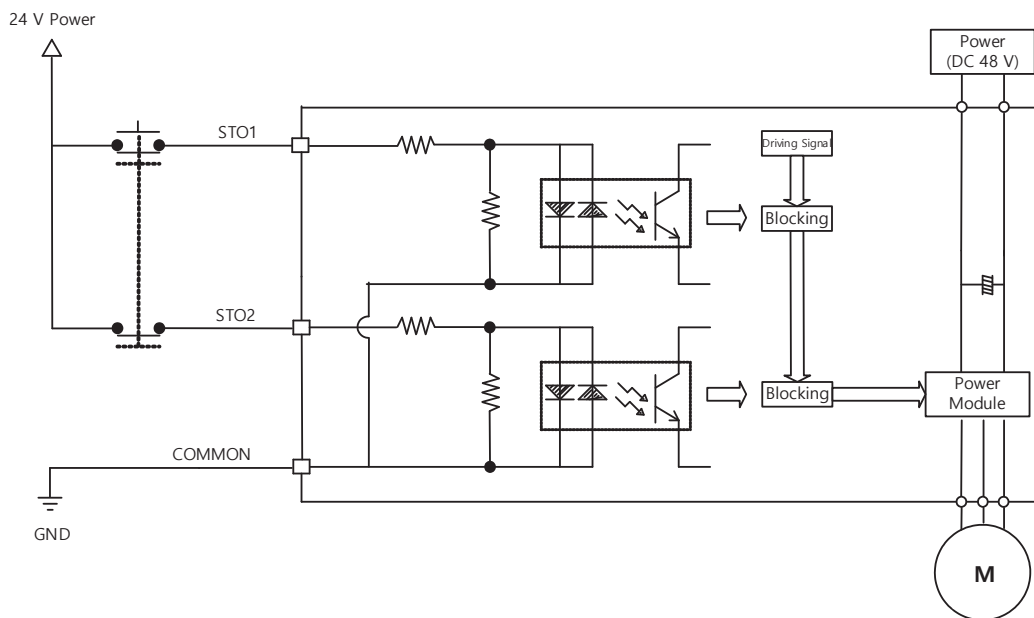 24 V Power
Power
(DC 48 V)
STO1
Driving Signal
Blocking
STO2
Blocking
Power
Module
COMMON
GND
M